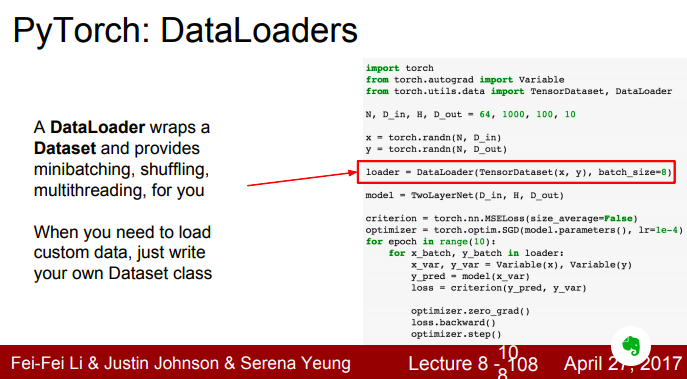 PyTorch: DataLoaders
A DataLoader wraps a
Dataset and provides
minibatching, shuffling,
multithreading, for you
When you need to load
custom data, just write
your own Dataset class
import torch
from torch.autograd import Variable
from torch.utils.data import TensorDataset, DataLoader
N, D_in, H, D_out = 64, 1000, 100, 10
x = torch.randn(N, D_in)
y = torch.randn(N, D_out)
loader = DataLoader(TensorDataset(x, y), batch_size=8)
model = TwoLayerNet(D_in, H, D_out)
criterion = torch.nn.MSELoss(size_average=False)
optimizer = torch.optim.SGD(model.parameters(), lr=1e-4)
for epoch in range(10):
    for x_batch, y_batch in loader:
        x_var, y_var = Variable(x), Variable(y)
        y_pred = model(x_var)
        loss = criterion(y_pred, y_var)
        optimizer.zero_grad()
        loss.backward()
        optimizer.step()
Fei-Fei Li & Justin Johnson & Serena Yeung
Lecture 8 - 108
10
8
April 27, 2017